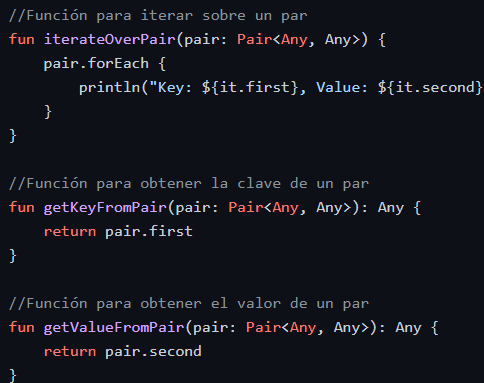 //Función para iterar sobre un par
fun iterateOverPair(pair: Pair<Any, Any>) {
    pair.forEach {
        println("Key: ${it.first}, Value: ${it.second}
    }
}

//Función para obtener la clave de un par
fun getKeyFromPair(pair: Pair<Any, Any>): Any {
    return pair.first
}

//Función para obtener el valor de un par
fun getValueFromPair(pair: Pair<Any, Any>): Any {
    return pair.second
}